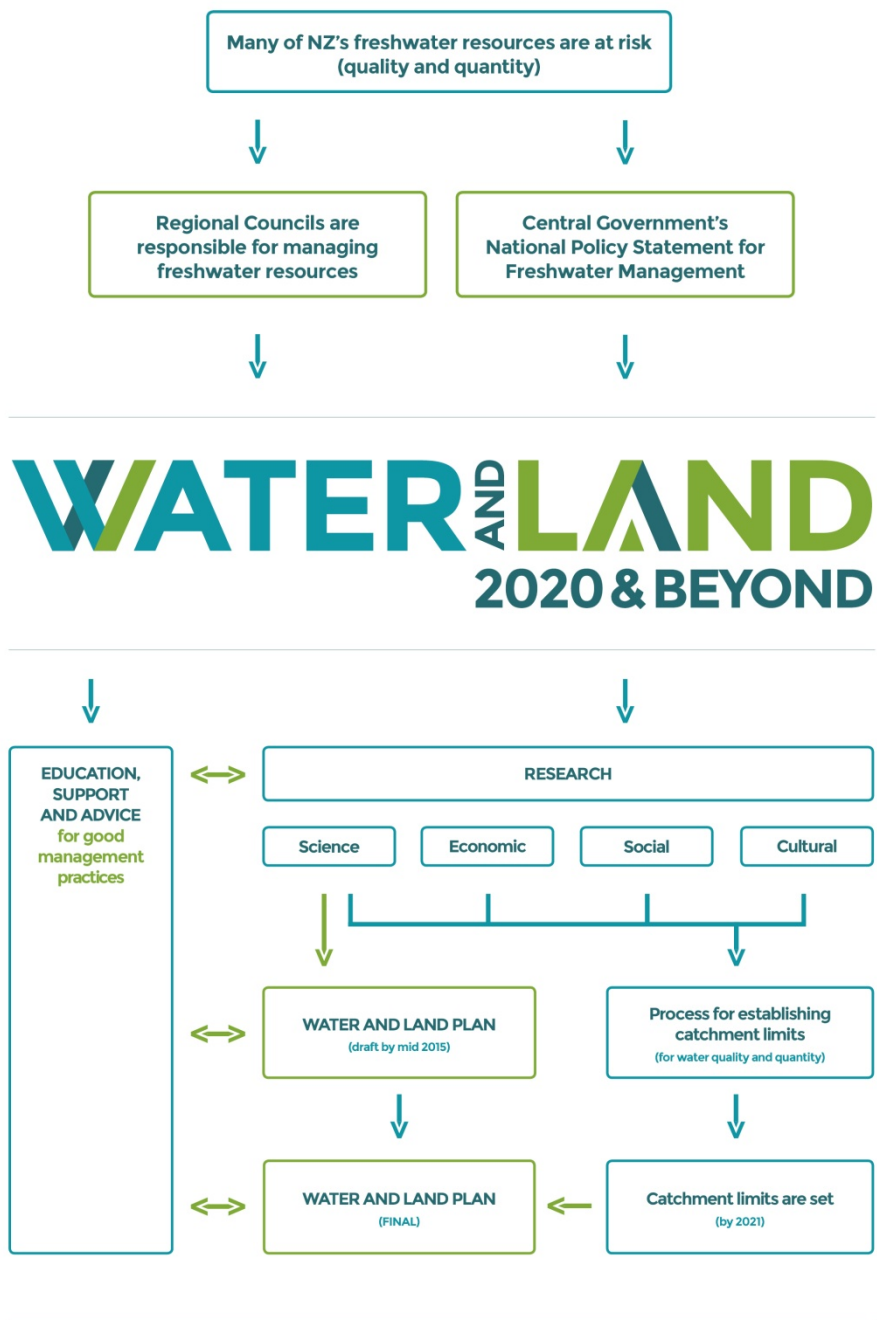 Many of NZ's freshwater resources are at risk
(quality and quantity)
Regional Councils are
responsible for managing
freshwater resources
Central Government's
National Policy Statement for
Freshwater Management
WATER AND LAND
2020 & BEYOND
EDUCATION,
SUPPORT
AND ADVICE
for good
management
practices
RESEARCH
Science
Economic
Social
Cultural
WATER AND LAND PLAN
(draft by mid 2015)
Process for establishing
catchment limits
(for water quality and quantity)
WATER AND LAND PLAN
(FINAL)
Catchment limits are set
(by 2021)